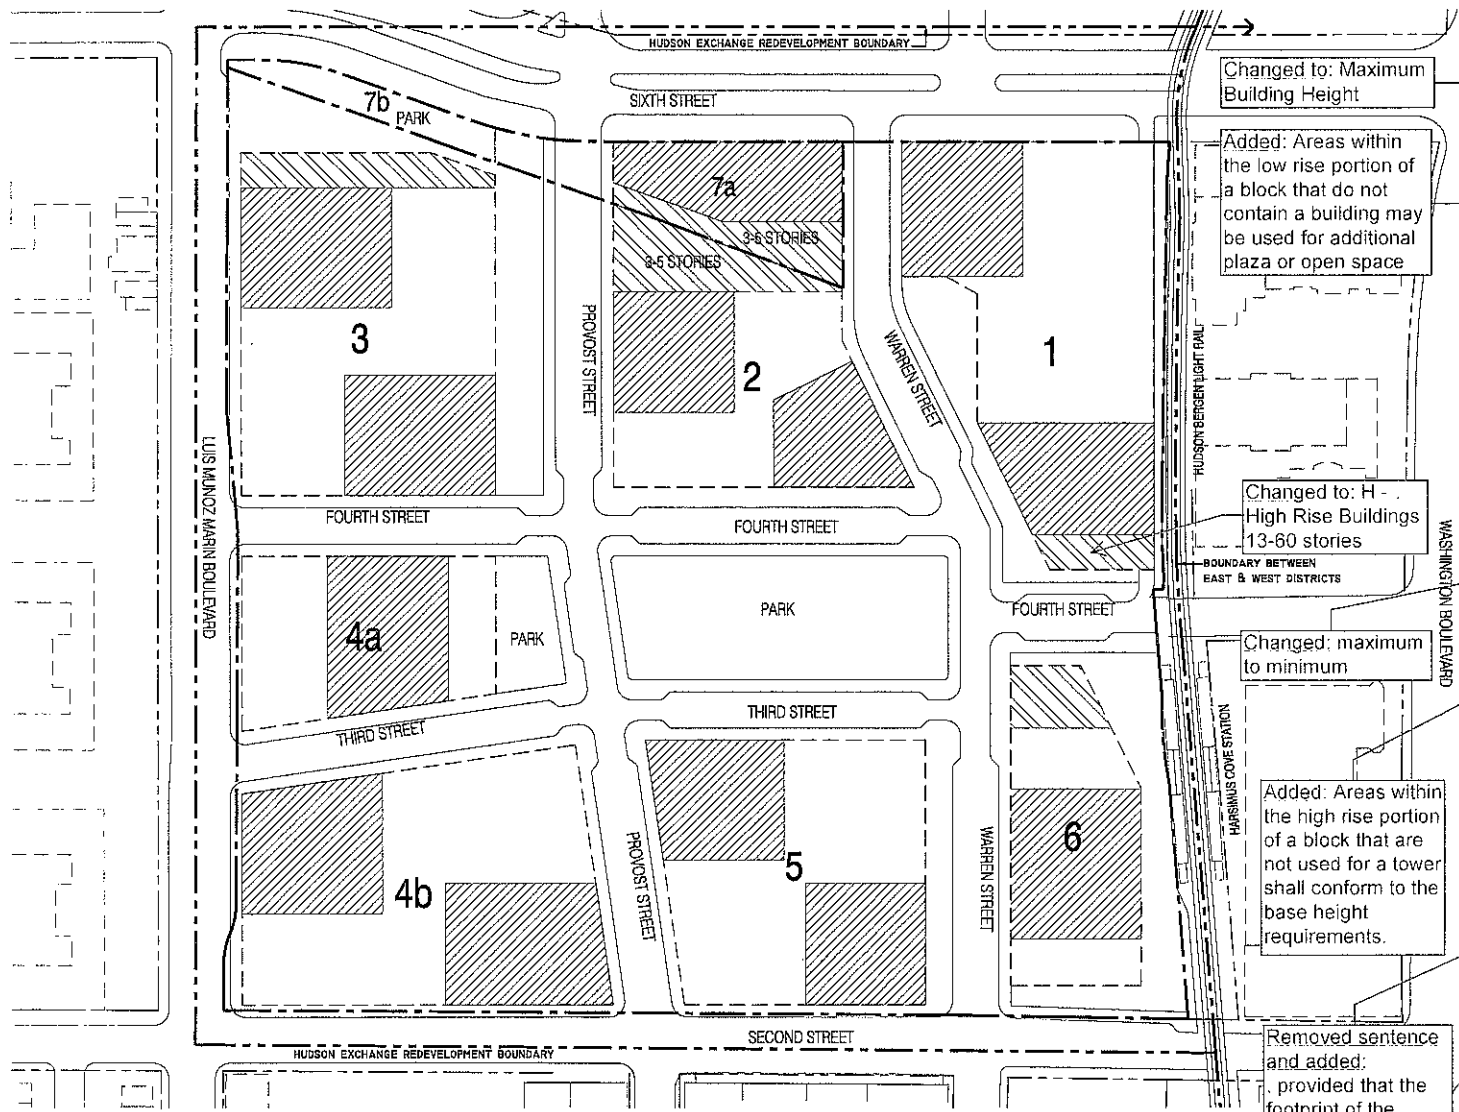 HUDSON EXCHANGE REDEVELOPMENT BOUNDARY
Changed to: Maximum
Building Height
7b
PARK
SIXTH STREET
Added: Areas within
the low rise portion of
a block that do not
contain a building may
be used for additional
plaza or open space
7a
3-5 STORIES
3-5 STORIES
3
PROVOST STREET
2
WARREN STREET
1
HUDSON BERGEN LIGHT RAIL
LUIS MUNOZ MARIN BOULEVARD
FOURTH STREET
FOURTH STREET
Changed to: H - .
High Rise Buildings
13-60 stories
WASHINGTON BOULEVARD
BOUNDARY BETWEEN
EAST & WEST DISTRICTS
4a
PARK
PARK
FOURTH STREET
Changed: maximum
to minimum
THIRD STREET
THIRD STREET
HARSIMUS COVE STATION
Added: Areas within
the high rise portion
of a block that are
not used for a tower
shall conform to the
base height
requirements.
4b
PROVOST STREET
5
WARREN STREET
6
SECOND STREET
HUDSON EXCHANGE REDEVELOPMENT BOUNDARY
Removed sentence
and added:
. provided that the
footprint of the